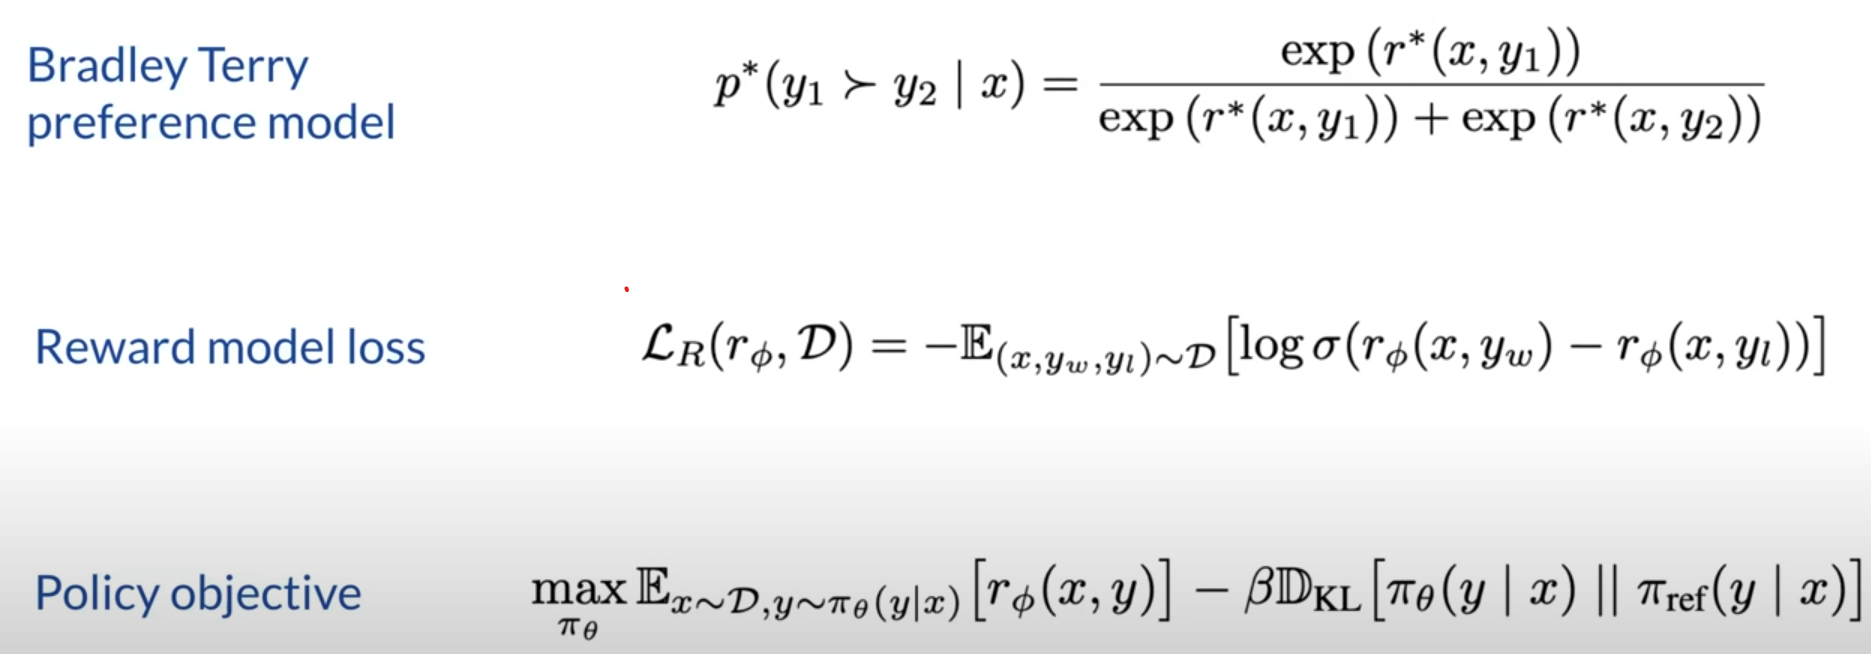 Bradley Terry
preference model
p*(y₁ ≻ y₂ | x) = exp (r*(x, y₁)) / exp (r*(x, y₁)) + exp (r*(x, y₂))
Reward model loss
ℒ_R(r_ϕ, 𝒟) = −𝔼_(x,y_w,y_l)∼𝒟 [log σ(r_ϕ(x, y_w) − r_ϕ(x, y_l))]
Policy objective
max_π_θ 𝔼_x∼𝒟,y∼π_θ(y|x) [r_ϕ(x, y)] − β𝔻_KL [π_θ(y | x) || π_ref(y | x)]